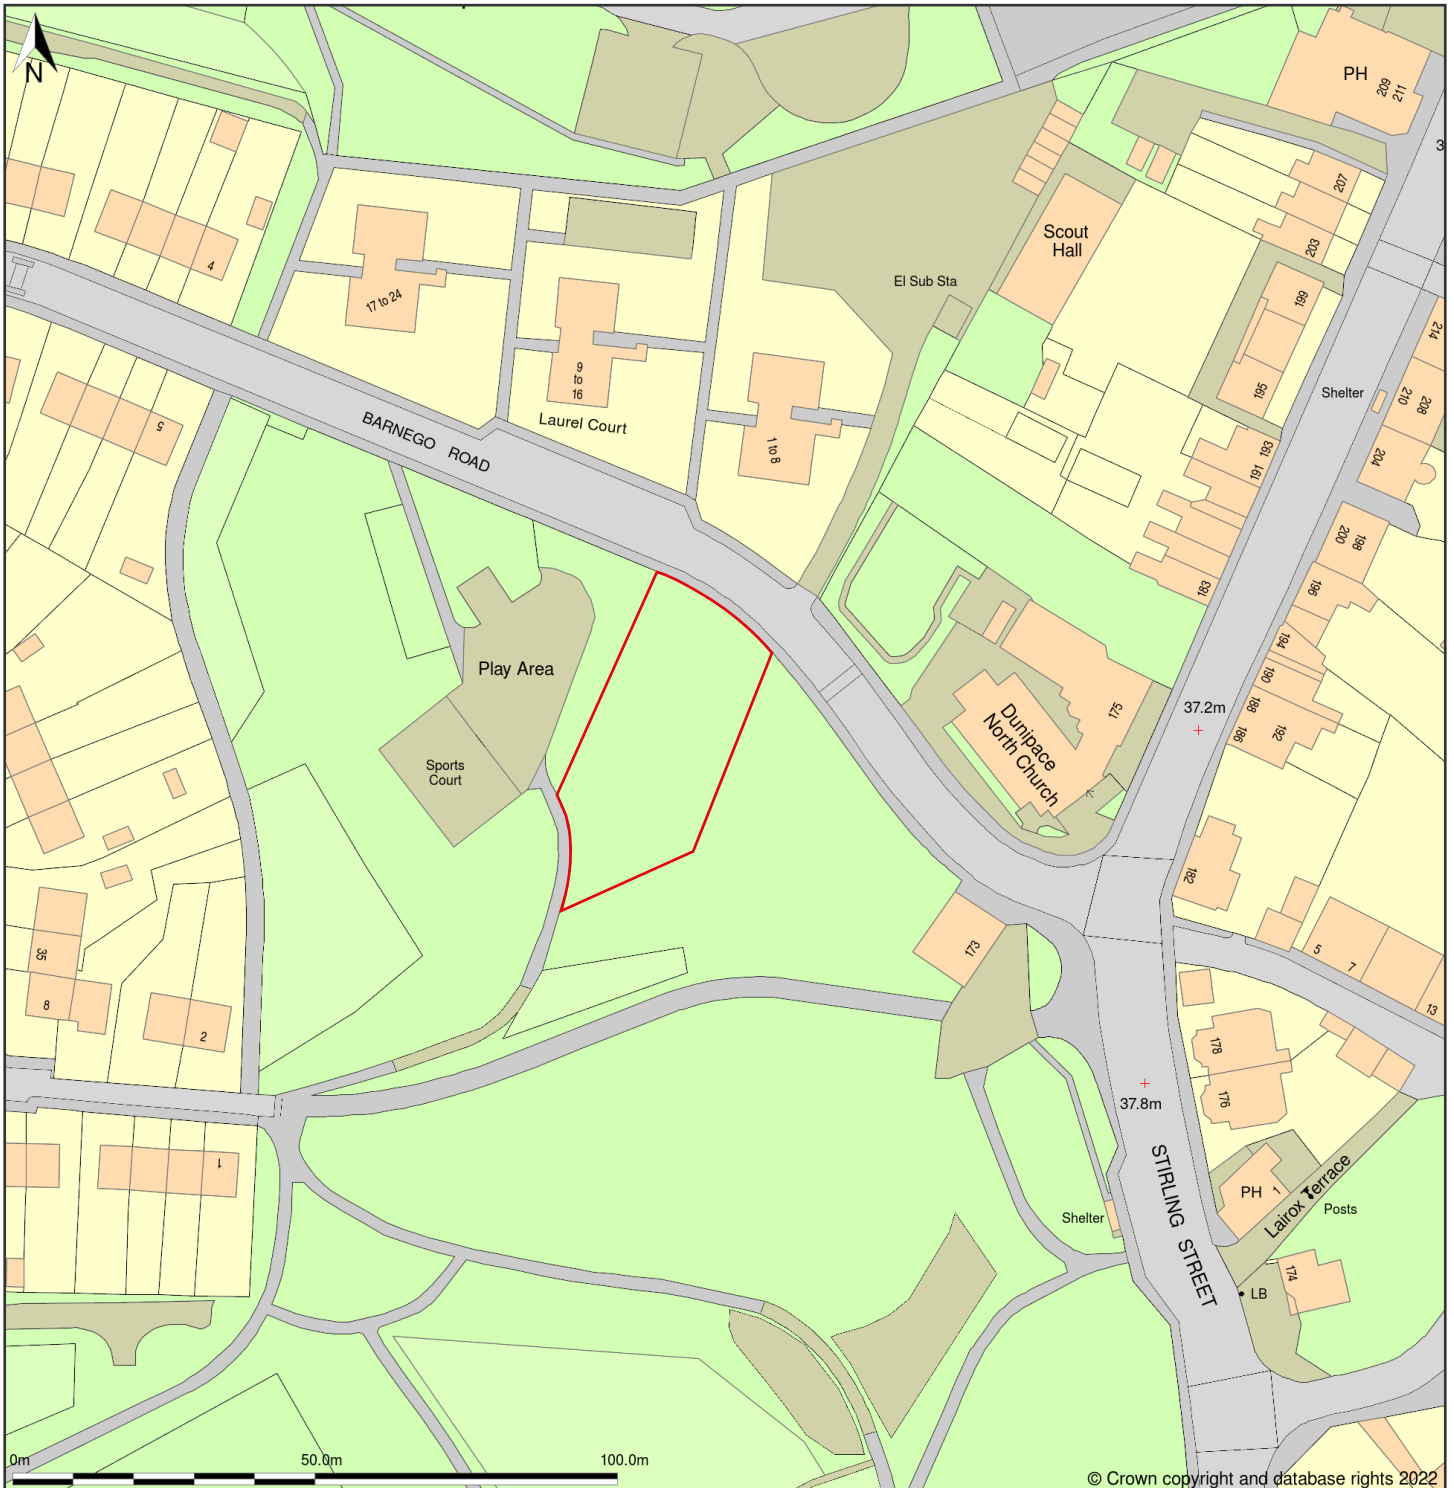 N
PH
209
211
3
207
203
Scout
Hall
4
El Sub Sta
199
17 to 24
214
9
to
16
195
Shelter
210
208
Laurel Court
5
BARNEGO ROAD
1 to 8
193
191
204
200
198
183
196
194
Play Area
190
188
37.2m
175
186
192
Dunipace
North Church
Sports
Court
182
35
173
5
7
8
2
13
178
176
37.8m
1
STIRLING STREET
PH
1
Lairox Terrace
Posts
Shelter
174
LB
0m
50.0m
100.0m
© Crown copyright and database rights 2022